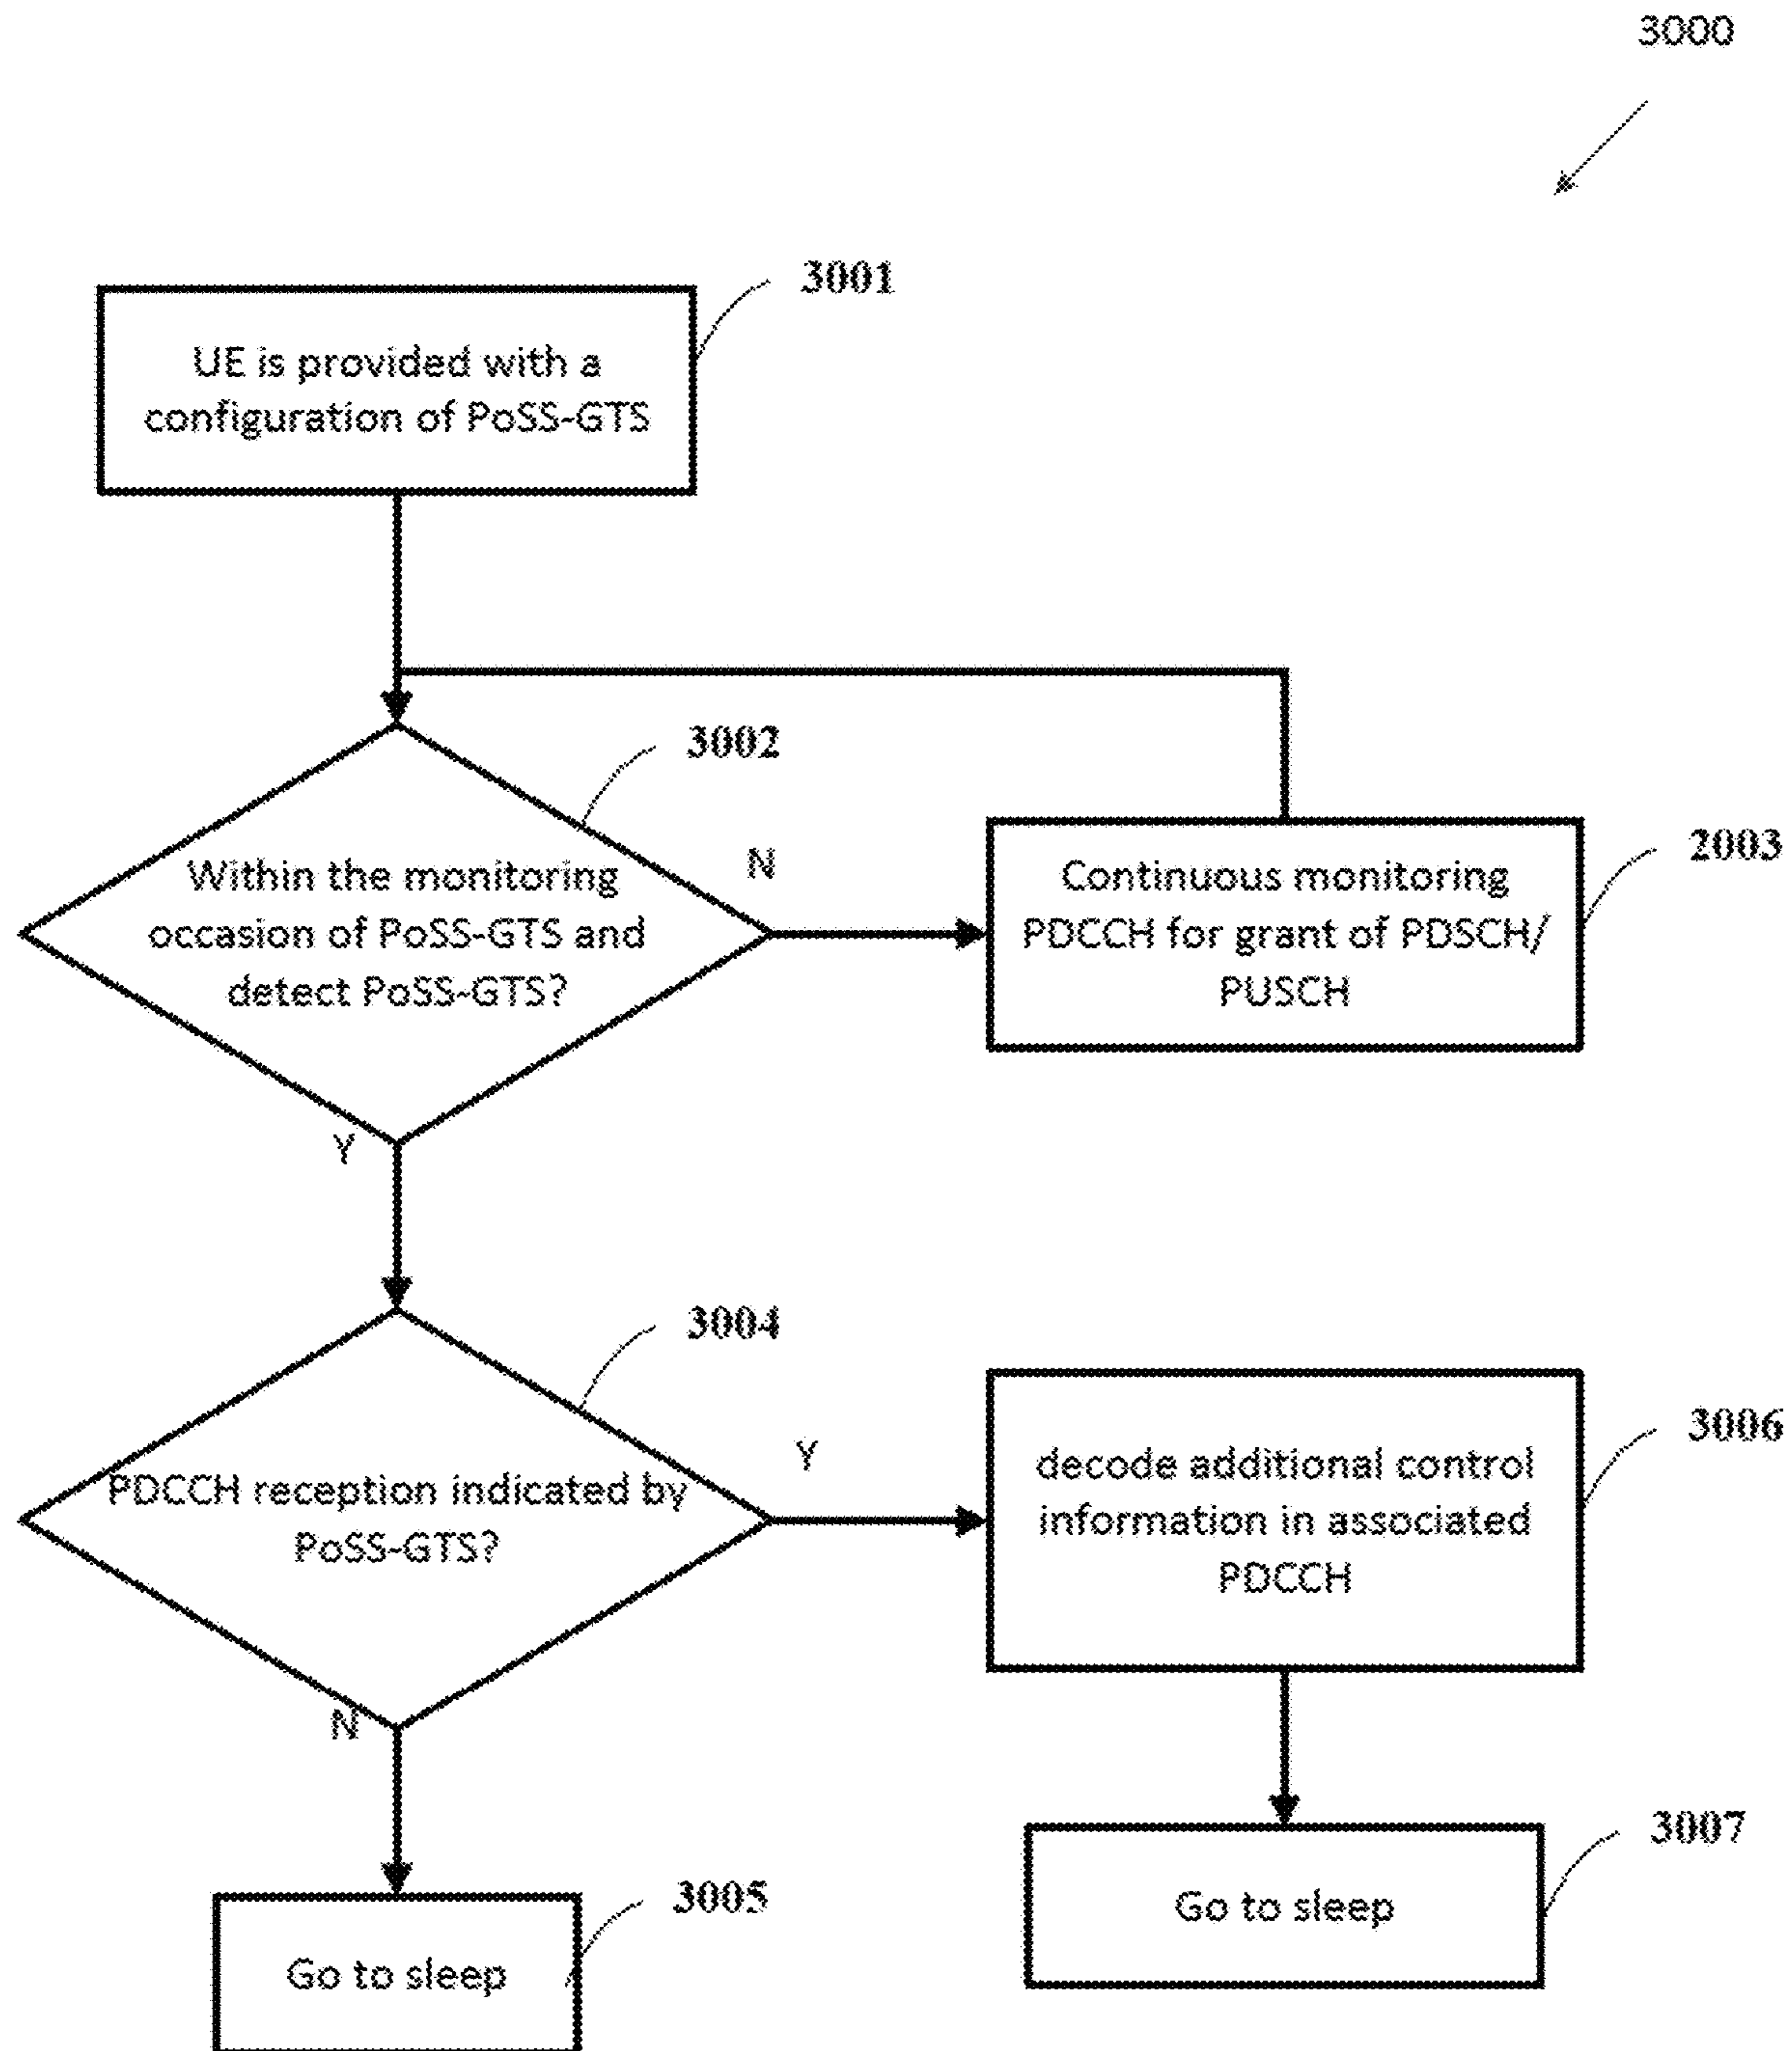 3000
3001
UE is provided with a
configuration of PoSS-GTS
3002
Within the monitoring
occasion of PoSS-GTS and
detect PoSS-GTS?
N
2003
Continuous monitoring
PDCCH for grant of PDSCH/
PUSCH
Y
3004
PDCCH reception indicated by
PoSS-GTS?
Y
3006
decode additional control
information in associated
PDCCH
N
3005
Go to sleep
3007
Go to sleep